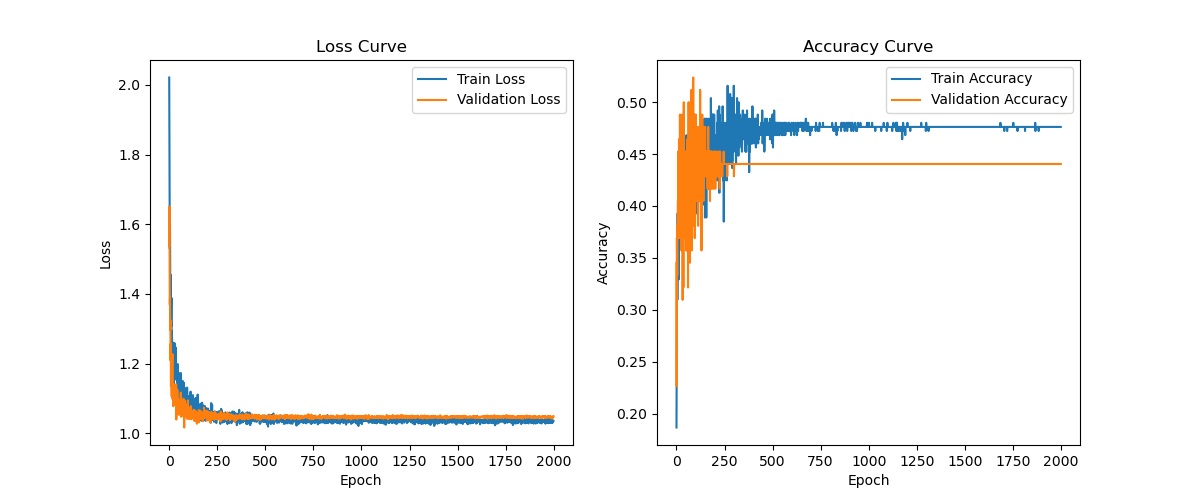 Loss Curve
Train Loss
Validation Loss
2.0
1.8
1.6
1.4
1.2
1.0
Loss
0 250 500 750 1000 1250 1500 1750 2000
Epoch
Accuracy Curve
Train Accuracy
Validation Accuracy
0.50
0.45
0.40
0.35
0.30
0.25
0.20
Accuracy
0 250 500 750 1000 1250 1500 1750 2000
Epoch